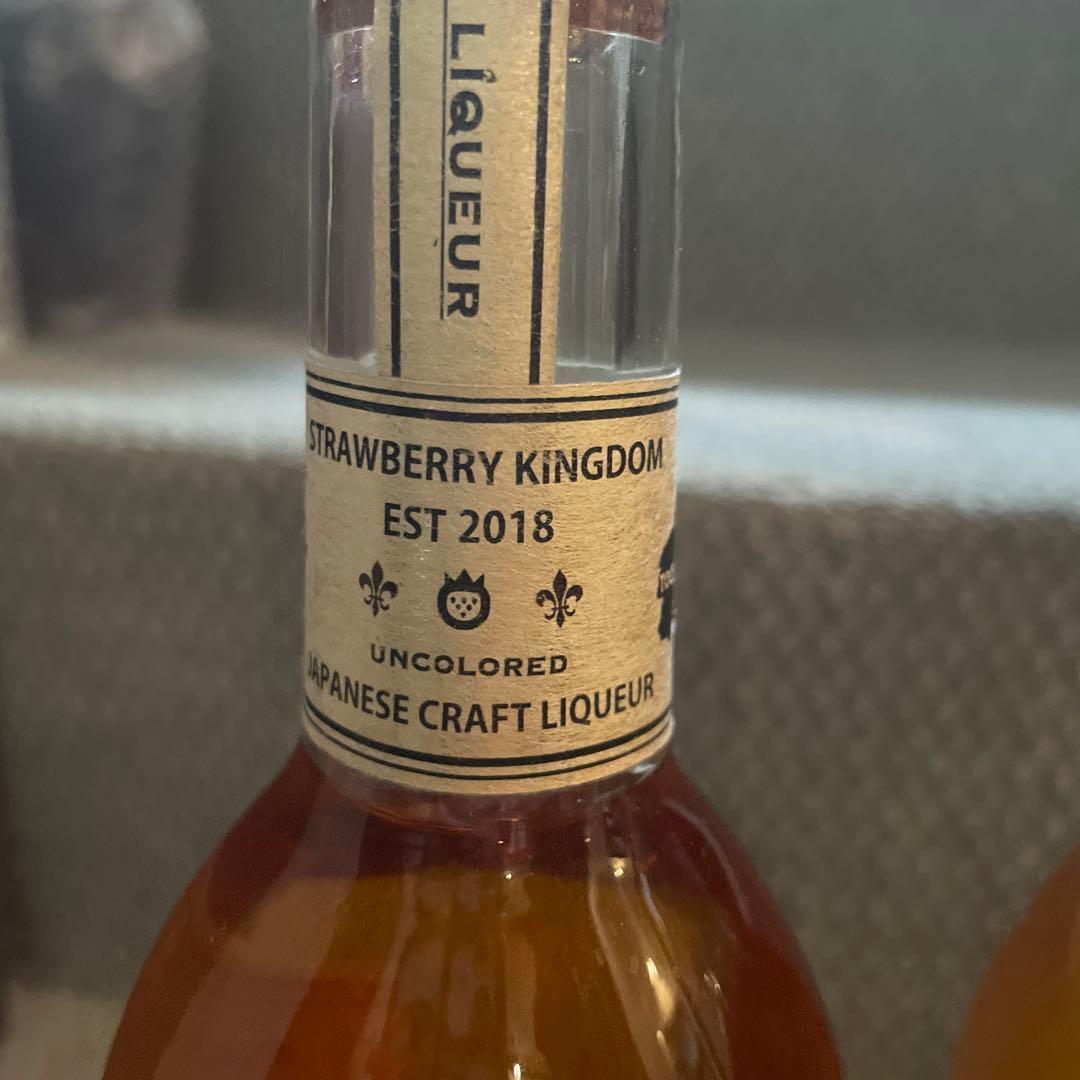 LIQUEUR
STRAWBERRY KINGDOM
EST 2018
UNCOLORED
JAPANESE CRAFT LIQUEUR